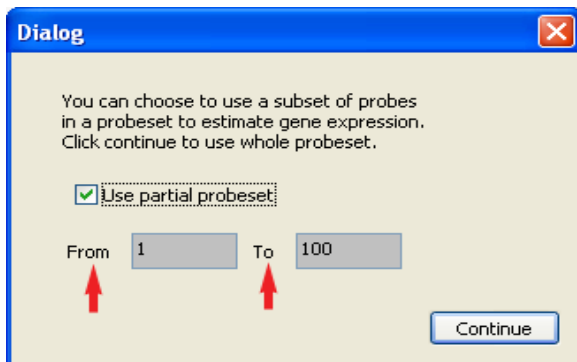 Dialog
You can choose to use a subset of probes
in a probeset to estimate gene expression.
Click continue to use whole probeset.
Use partial probeset
From 1 To 100
Continue